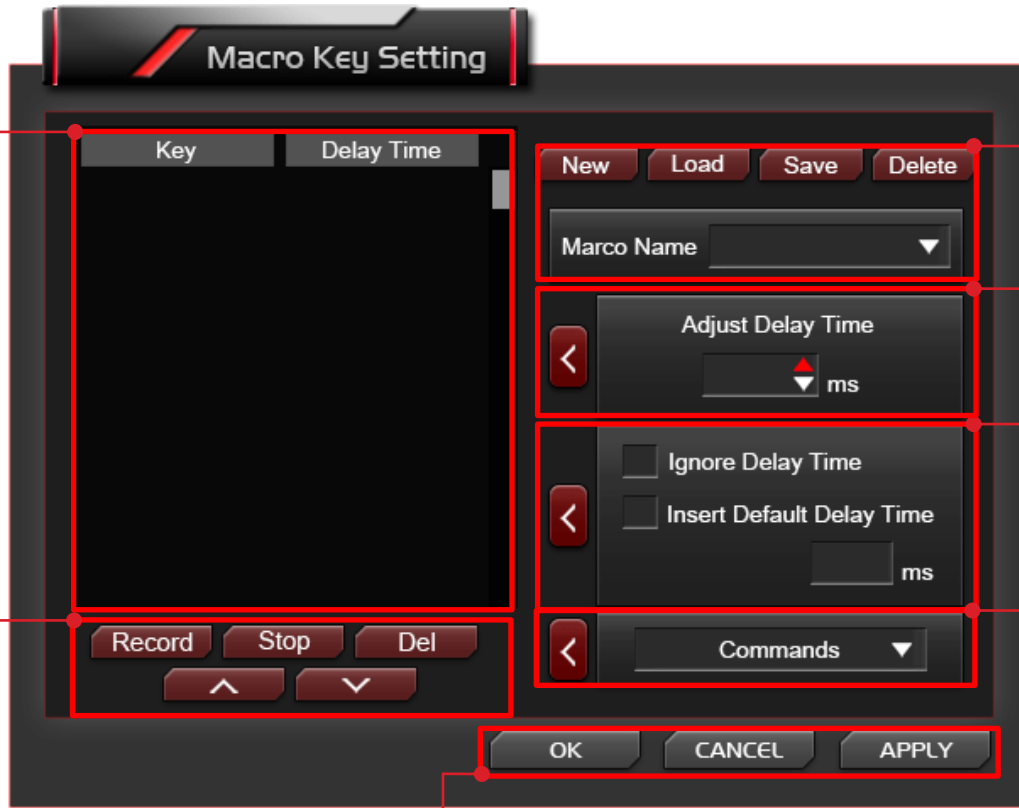 Macro Key Setting
Key Delay Time
New Load Save Delete
Marco Name
Adjust Delay Time
ms
Ignore Delay Time
Insert Default Delay Time
ms
Record Stop Del
Commands
OK CANCEL APPLY